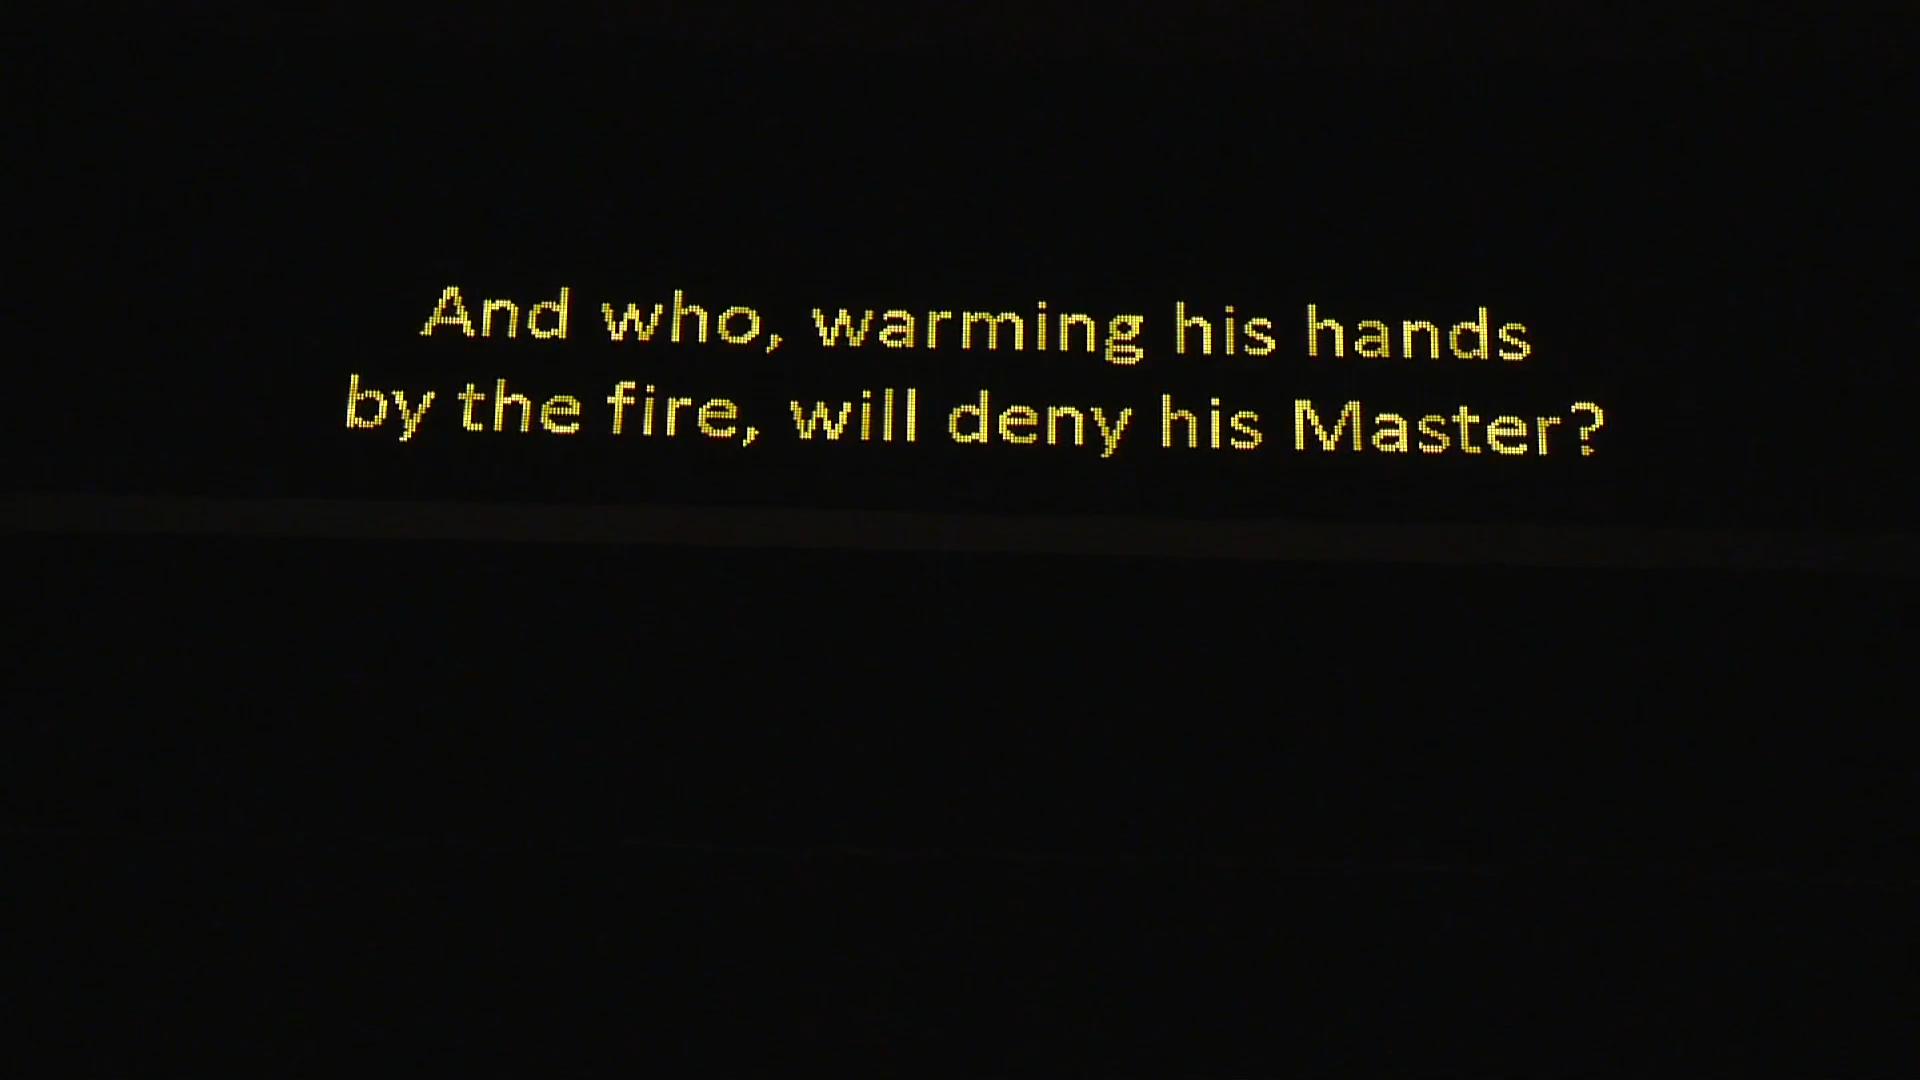 And who, warming his hands
by the fire, will deny his Master?